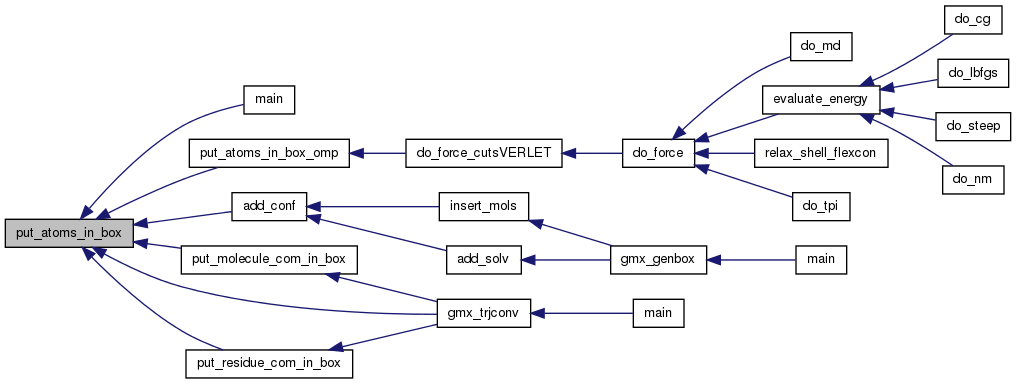 do_cg
do_md
do_lbfgs
main
evaluate_energy
do_steep
put_atoms_in_box_omp
do_force_cutsVERLET
do_force
relax_shell_flexcon
do_nm
add_conf
insert_mols
do_tpi
put_atoms_in_box
put_molecule_com_in_box
add_solv
gmx_genbox
main
gmx_trjconv
main
put_residue_com_in_box